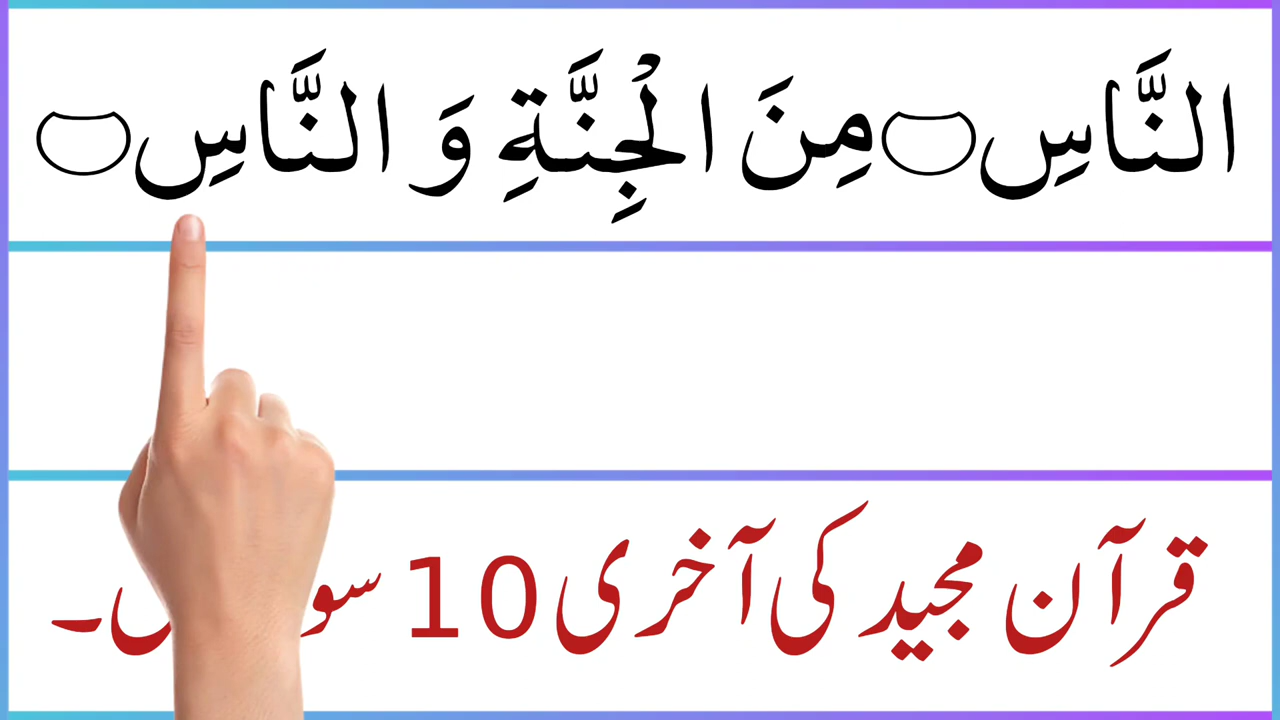 النَّاسِ۝ مِنَ الْجِنَّةِ وَ النَّاسِ۝
قرآن مجید کی آخری 10